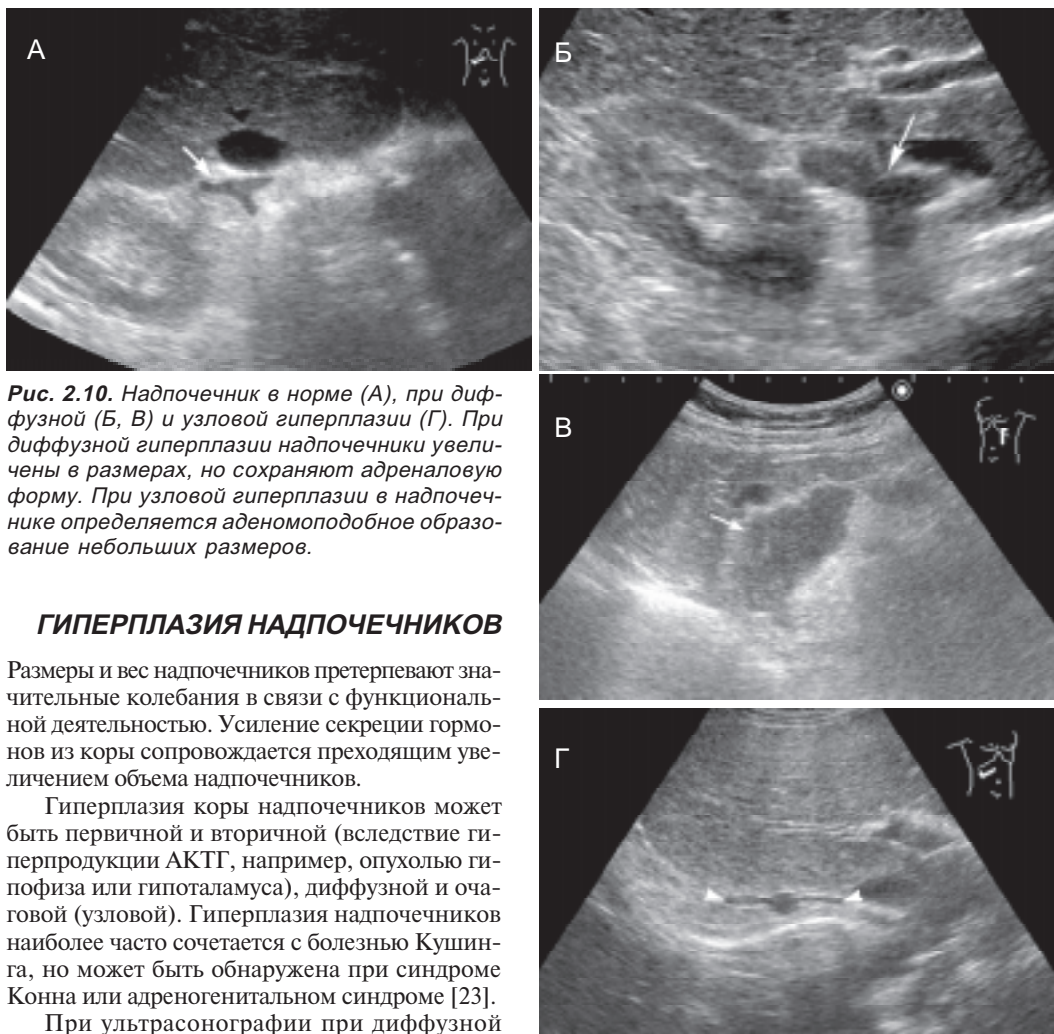 А
Б
Рис. 2.10. Надпочечник в норме (А), при диф-
фузной (Б, В) и узловой гиперплазии (Г). При
диффузной гиперплазии надпочечники увели-
чены в размерах, но сохраняют адреналовую
форму. При узловой гиперплазии в надпочеч-
нике определяется аденомоподобное образо-
вание небольших размеров.
В
ГИПЕРПЛАЗИЯ НАДПОЧЕЧНИКОВ
Размеры и вес надпочечников претерпевают зна-
чительные колебания в связи с функциональ-
ной деятельностью. Усиление секреции гормо-
нов из коры сопровождается преходящим уве-
личением объема надпочечников.
Гиперплазия коры надпочечников может
быть первичной и вторичной (вследствие ги-
перпродукции АКТГ, например, опухолью ги-
пофиза или гипоталамуса), диффузной и оча-
говой (узловой). Гиперплазия надпочечников
наиболее часто сочетается с болезнью Кушин-
га, но может быть обнаружена при синдроме
Конна или адреногенитальном синдроме [23].
При ультрасонографии при диффузной
Г